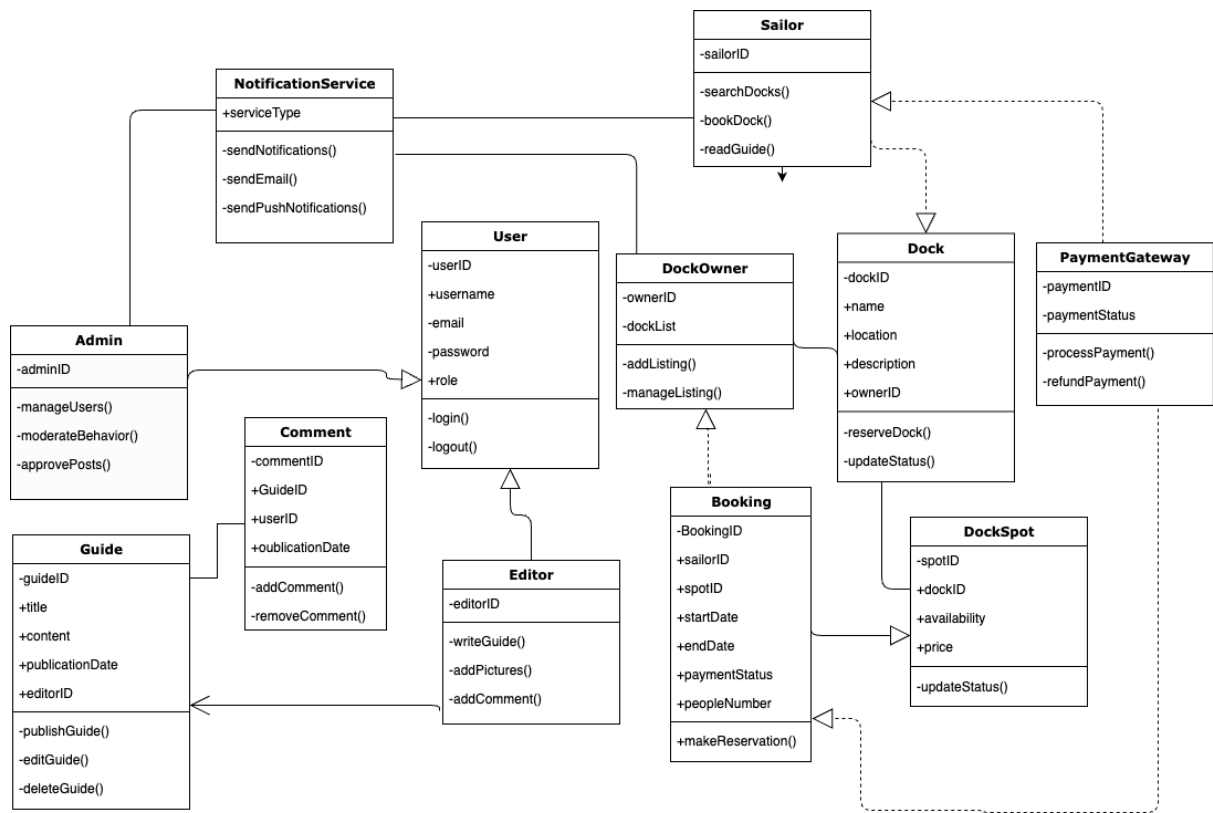 Sailor
-sailorID
-searchDocks()
-bookDock()
-readGuide()
NotificationService
+serviceType
-sendNotifications()
-sendEmail()
-sendPushNotifications()
User
-userID
+username
-email
-password
+role
-login()
-logout()
DockOwner
-ownerID
-dockList
-addListing()
-manageListing()
Dock
-dockID
+name
+location
+description
+ownerID
-reserveDock()
-updateStatus()
PaymentGateway
-paymentID
-paymentStatus
-processPayment()
-refundPayment()
Admin
-adminID
-manageUsers()
-moderateBehavior()
-approvePosts()
Comment
-commentID
+GuideID
+userID
+oublicationDate
-addComment()
-removeComment()
Guide
-guideID
+title
+content
+publicationDate
+editorID
-publishGuide()
-editGuide()
-deleteGuide()
Editor
-editorID
-writeGuide()
-addPictures()
-addComment()
Booking
-BookingID
+sailorID
+spotID
+startDate
+endDate
+paymentStatus
+peopleNumber
+makeReservation()
DockSpot
-spotID
+dockID
+availability
+price
-updateStatus()